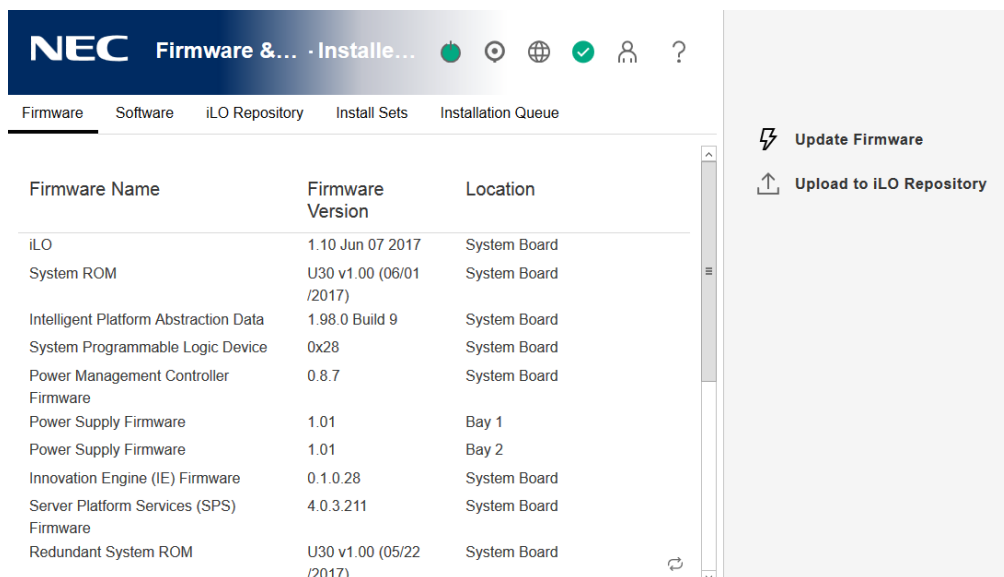 NEC Firmware &... · Installe... ?
Firmware Software iLO Repository Install Sets Installation Queue
Update Firmware
Upload to iLO Repository
Firmware Name Firmware Location
Version
iLO 1.10 Jun 07 2017 System Board
System ROM U30 v1.00 (06/01 System Board
/2017)
Intelligent Platform Abstraction Data 1.98.0 Build 9 System Board
System Programmable Logic Device 0x28 System Board
Power Management Controller 0.8.7 System Board
Firmware
Power Supply Firmware 1.01 Bay 1
Power Supply Firmware 1.01 Bay 2
Innovation Engine (IE) Firmware 0.1.0.28 System Board
Server Platform Services (SPS) 4.0.3.211 System Board
Firmware
Redundant System ROM U30 v1.00 (05/22 System Board
/2017)